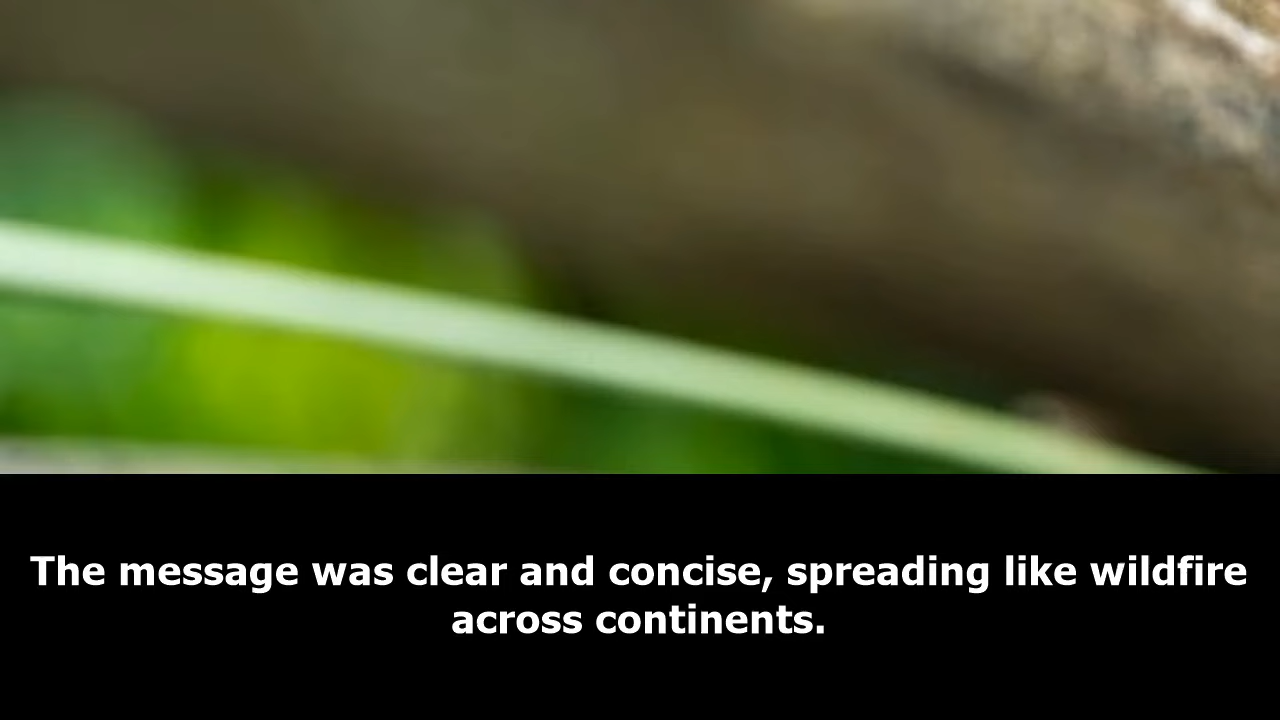 The message was clear and concise, spreading like wildfire
across continents.